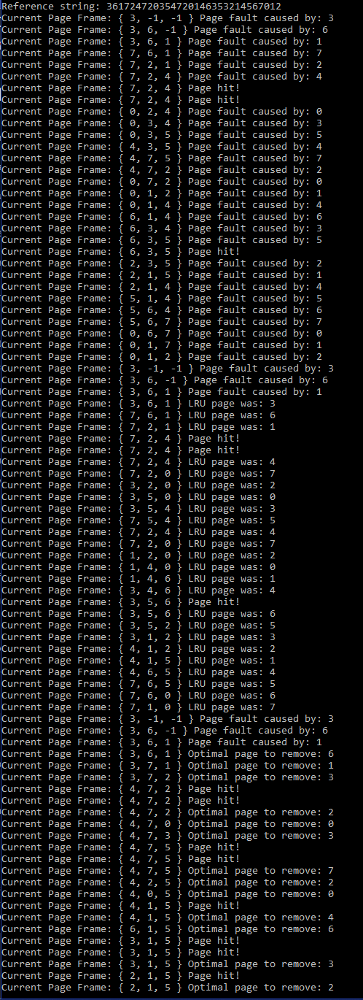 Reference string: 361724720354720146353214567012
Current Page Frame: { 3, -1, -1 } Page fault caused by: 3
Current Page Frame: { 3, 6, -1 } Page fault caused by: 6
Current Page Frame: { 3, 6, 1 } Page fault caused by: 1
Current Page Frame: { 7, 6, 1 } Page fault caused by: 7
Current Page Frame: { 7, 2, 1 } Page fault caused by: 2
Current Page Frame: { 7, 2, 4 } Page fault caused by: 4
Current Page Frame: { 7, 2, 4 } Page hit!
Current Page Frame: { 7, 2, 4 } Page hit!
Current Page Frame: { 0, 2, 4 } Page fault caused by: 0
Current Page Frame: { 0, 3, 4 } Page fault caused by: 3
Current Page Frame: { 0, 3, 5 } Page fault caused by: 5
Current Page Frame: { 4, 3, 5 } Page fault caused by: 4
Current Page Frame: { 4, 7, 5 } Page fault caused by: 7
Current Page Frame: { 4, 7, 2 } Page fault caused by: 2
Current Page Frame: { 0, 7, 2 } Page fault caused by: 0
Current Page Frame: { 0, 1, 2 } Page fault caused by: 1
Current Page Frame: { 0, 1, 4 } Page fault caused by: 4
Current Page Frame: { 6, 1, 4 } Page fault caused by: 6
Current Page Frame: { 6, 3, 4 } Page fault caused by: 3
Current Page Frame: { 6, 3, 5 } Page fault caused by: 5
Current Page Frame: { 6, 3, 5 } Page hit!
Current Page Frame: { 2, 3, 5 } Page fault caused by: 2
Current Page Frame: { 2, 1, 5 } Page fault caused by: 1
Current Page Frame: { 2, 1, 4 } Page fault caused by: 4
Current Page Frame: { 5, 1, 4 } Page fault caused by: 5
Current Page Frame: { 5, 6, 4 } Page fault caused by: 6
Current Page Frame: { 5, 6, 7 } Page fault caused by: 7
Current Page Frame: { 0, 6, 7 } Page fault caused by: 0
Current Page Frame: { 0, 1, 7 } Page fault caused by: 1
Current Page Frame: { 0, 1, 2 } Page fault caused by: 2
Current Page Frame: { 3, -1, -1 } Page fault caused by: 3
Current Page Frame: { 3, 6, -1 } Page fault caused by: 6
Current Page Frame: { 3, 6, 1 } Page fault caused by: 1
Current Page Frame: { 3, 6, 1 } LRU page was: 3
Current Page Frame: { 7, 6, 1 } LRU page was: 6
Current Page Frame: { 7, 2, 1 } LRU page was: 1
Current Page Frame: { 7, 2, 4 } Page hit!
Current Page Frame: { 7, 2, 4 } Page hit!
Current Page Frame: { 7, 2, 4 } LRU page was: 4
Current Page Frame: { 7, 2, 0 } LRU page was: 7
Current Page Frame: { 3, 2, 0 } LRU page was: 2
Current Page Frame: { 3, 5, 0 } LRU page was: 0
Current Page Frame: { 3, 5, 4 } LRU page was: 3
Current Page Frame: { 7, 5, 4 } LRU page was: 5
Current Page Frame: { 7, 2, 4 } LRU page was: 4
Current Page Frame: { 7, 2, 0 } LRU page was: 7
Current Page Frame: { 1, 2, 0 } LRU page was: 2
Current Page Frame: { 1, 4, 0 } LRU page was: 0
Current Page Frame: { 1, 4, 6 } LRU page was: 1
Current Page Frame: { 3, 4, 6 } LRU page was: 4
Current Page Frame: { 3, 5, 6 } Page hit!
Current Page Frame: { 3, 5, 6 } LRU page was: 6
Current Page Frame: { 3, 5, 2 } LRU page was: 5
Current Page Frame: { 3, 1, 2 } LRU page was: 3
Current Page Frame: { 4, 1, 2 } LRU page was: 2
Current Page Frame: { 4, 1, 5 } LRU page was: 1
Current Page Frame: { 4, 6, 5 } LRU page was: 4
Current Page Frame: { 7, 6, 5 } LRU page was: 5
Current Page Frame: { 7, 6, 0 } LRU page was: 6
Current Page Frame: { 7, 1, 0 } LRU page was: 7
Current Page Frame: { 3, -1, -1 } Page fault caused by: 3
Current Page Frame: { 3, 6, -1 } Page fault caused by: 6
Current Page Frame: { 3, 6, 1 } Page fault caused by: 1
Current Page Frame: { 3, 6, 1 } Optimal page to remove: 6
Current Page Frame: { 3, 7, 1 } Optimal page to remove: 1
Current Page Frame: { 3, 7, 2 } Optimal page to remove: 3
Current Page Frame: { 4, 7, 2 } Page hit!
Current Page Frame: { 4, 7, 2 } Page hit!
Current Page Frame: { 4, 7, 2 } Optimal page to remove: 2
Current Page Frame: { 4, 7, 0 } Optimal page to remove: 0
Current Page Frame: { 4, 7, 3 } Optimal page to remove: 3
Current Page Frame: { 4, 7, 5 } Page hit!
Current Page Frame: { 4, 7, 5 } Page hit!
Current Page Frame: { 4, 7, 5 } Optimal page to remove: 7
Current Page Frame: { 4, 2, 5 } Optimal page to remove: 2
Current Page Frame: { 4, 0, 5 } Optimal page to remove: 0
Current Page Frame: { 4, 1, 5 } Page hit!
Current Page Frame: { 4, 1, 5 } Optimal page to remove: 4
Current Page Frame: { 6, 1, 5 } Optimal page to remove: 6
Current Page Frame: { 3, 1, 5 } Page hit!
Current Page Frame: { 3, 1, 5 } Page hit!
Current Page Frame: { 3, 1, 5 } Optimal page to remove: 3
Current Page Frame: { 2, 1, 5 } Page hit!
Current Page Frame: { 2, 1, 5 } Optimal page to remove: 2